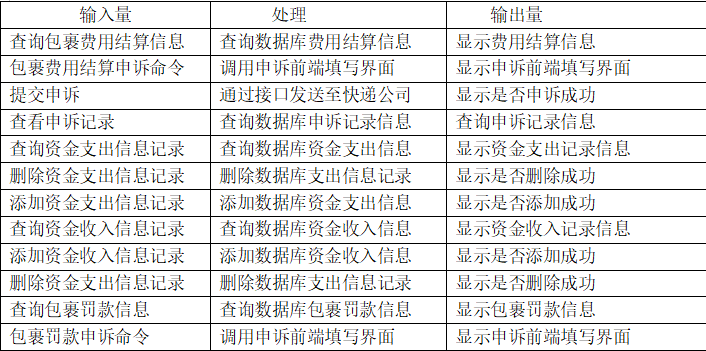 输入量 处理 输出量
查询包裹费用结算信息 查询数据库费用结算信息 显示费用结算信息
包裹费用结算申诉命令 调用申诉前端填写界面 显示申诉前端填写界面
提交申诉 通过接口发送至快递公司 显示是否申诉成功
查看申诉记录 查询数据库申诉记录信息 查询申诉记录信息
查询资金支出信息记录 查询数据库资金支出信息 显示资金支出记录信息
删除资金支出信息记录 删除数据库支出信息记录 显示是否删除成功
添加资金支出信息记录 添加数据库资金支出信息 显示是否添加成功
查询资金收入信息记录 查询数据库资金收入信息 显示资金收入记录信息
添加资金收入信息记录 添加数据库资金收入信息 显示是否添加成功
删除资金支出信息记录 删除数据库支出信息记录 显示是否删除成功
查询包裹罚款信息 查询数据库包裹罚款信息 显示包裹罚款信息
包裹罚款申诉命令 调用申诉前端填写界面 显示申诉前端填写界面